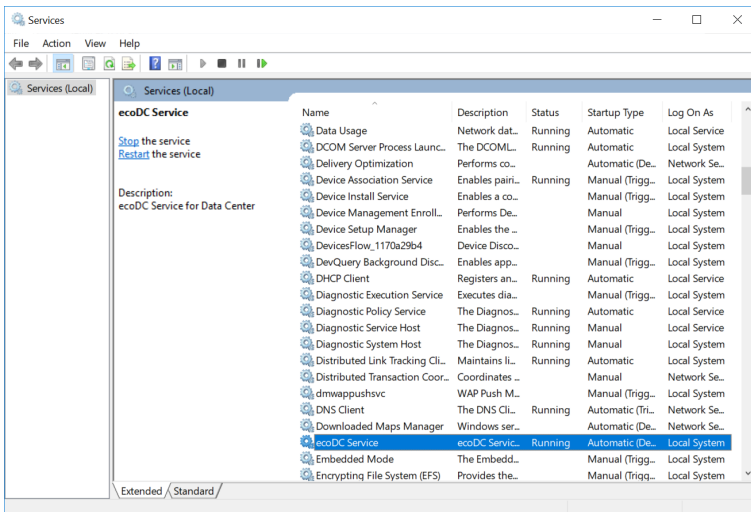 Services
File Action View Help
Services (Local)
Services (Local)
ecoDC Service
Stop the service
Restart the service
Description:
ecoDC Service for Data Center
Name Description Status Startup Type Log On As
Data Usage Network dat... Running Automatic Local Service
DCOM Server Process Launc... The DCOML... Running Automatic Local System
Delivery Optimization Performs co... Automatic (De... Network Se...
Device Association Service Enables pairi... Running Manual (Trigg... Local System
Device Install Service Enables a co... Manual (Trigg... Local System
Device Management Enroll... Performs De... Manual Local System
Device Setup Manager Enables the ... Manual (Trigg... Local System
DevicesFlow_1170a29b4 Device Disco... Manual Local System
DevQuery Background Disc... Enables app... Manual (Trigg... Local System
DHCP Client Registers an... Running Automatic Local Service
Diagnostic Execution Service Executes dia... Manual (Trigg... Local System
Diagnostic Policy Service The Diagnos... Running Automatic Local Service
Diagnostic Service Host The Diagnos... Running Manual Local Service
Diagnostic System Host The Diagnos... Running Manual Local System
Distributed Link Tracking Cli... Maintains li... Running Automatic Local System
Distributed Transaction Coor... Coordinates ... Manual Network Se...
dmwappushsvc WAP Push M... Manual (Trigg... Local System
DNS Client The DNS Cli... Running Automatic (Tri... Network Se...
Downloaded Maps Manager Windows ser... Automatic (De... Network Se...
ecoDC Service ecoDC Servic... Running Automatic (De... Local System
Embedded Mode The Embedd... Manual (Trigg... Local System
Encrypting File System (EFS) Provides the... Manual (Trigg... Local System
Extended Standard